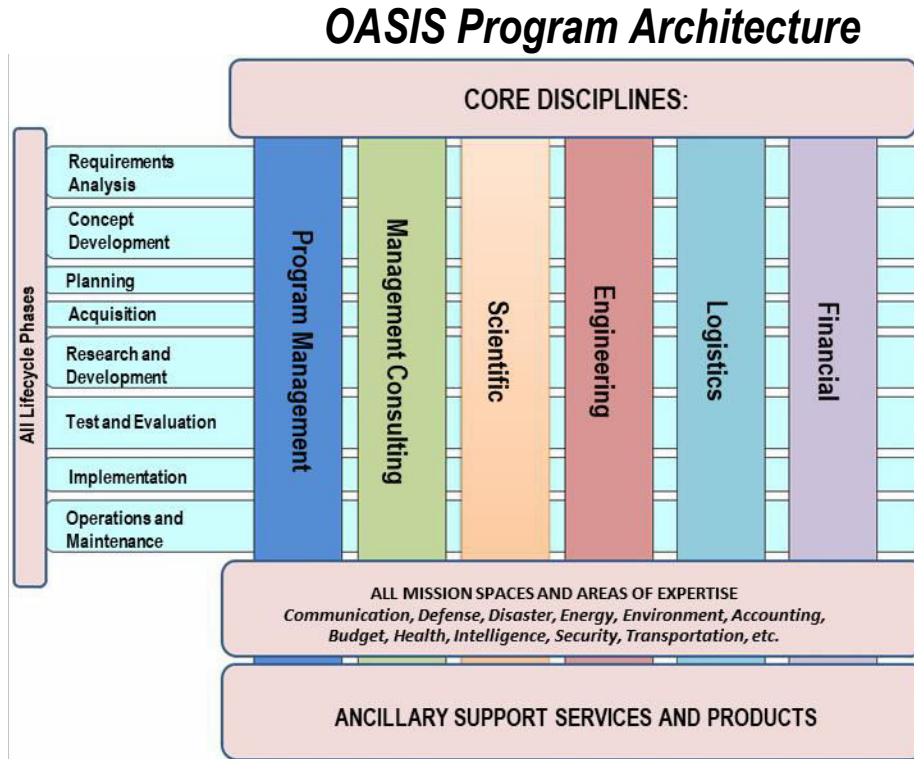 OASIS Program Architecture
CORE DISCIPLINES:
All Lifecycle Phases
Requirements
Analysis
Concept
Development
Planning
Acquisition
Research and
Development
Test and Evaluation
Implementation
Operations and
Maintenance
Program Management
Management Consulting
Scientific
Engineering
Logistics
Financial
ALL MISSION SPACES AND AREAS OF EXPERTISE
Communication, Defense, Disaster, Energy, Environment, Accounting,
Budget, Health, Intelligence, Security, Transportation, etc.
ANCILLARY SUPPORT SERVICES AND PRODUCTS